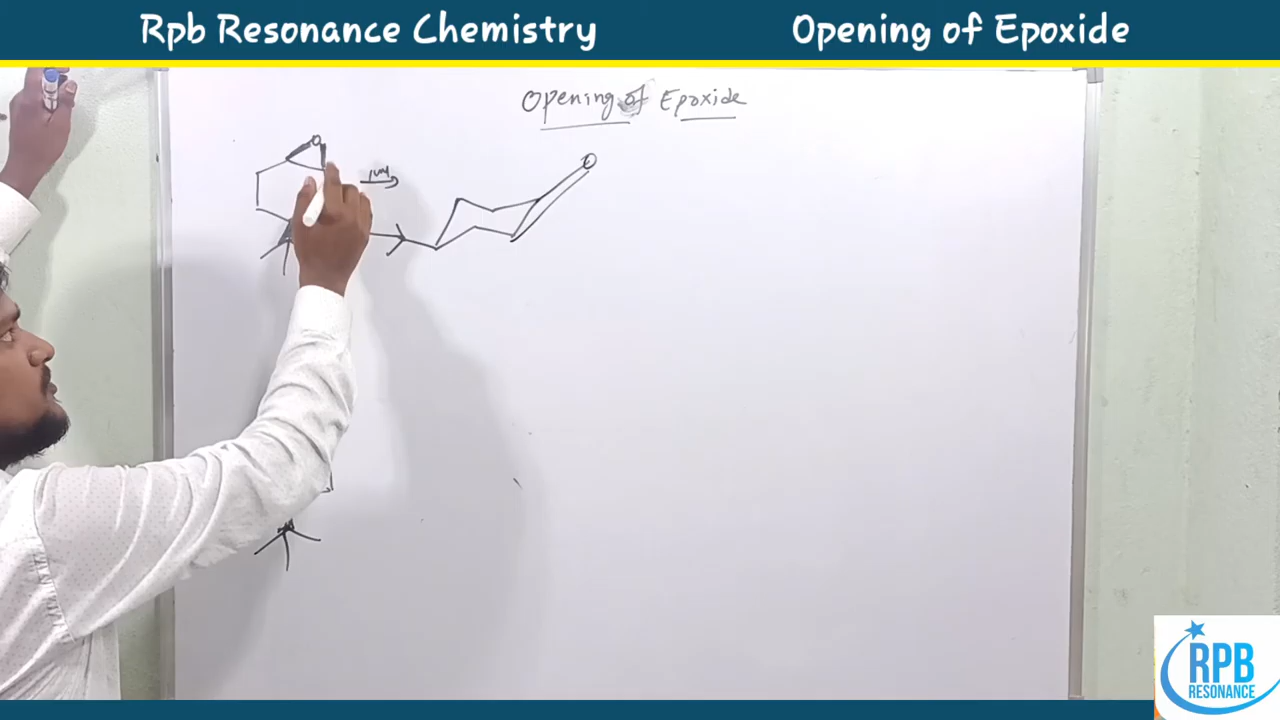 Rpb Resonance Chemistry
Opening of Epoxide
Opening of Epoxide
O
O
RPB
RESONANCE